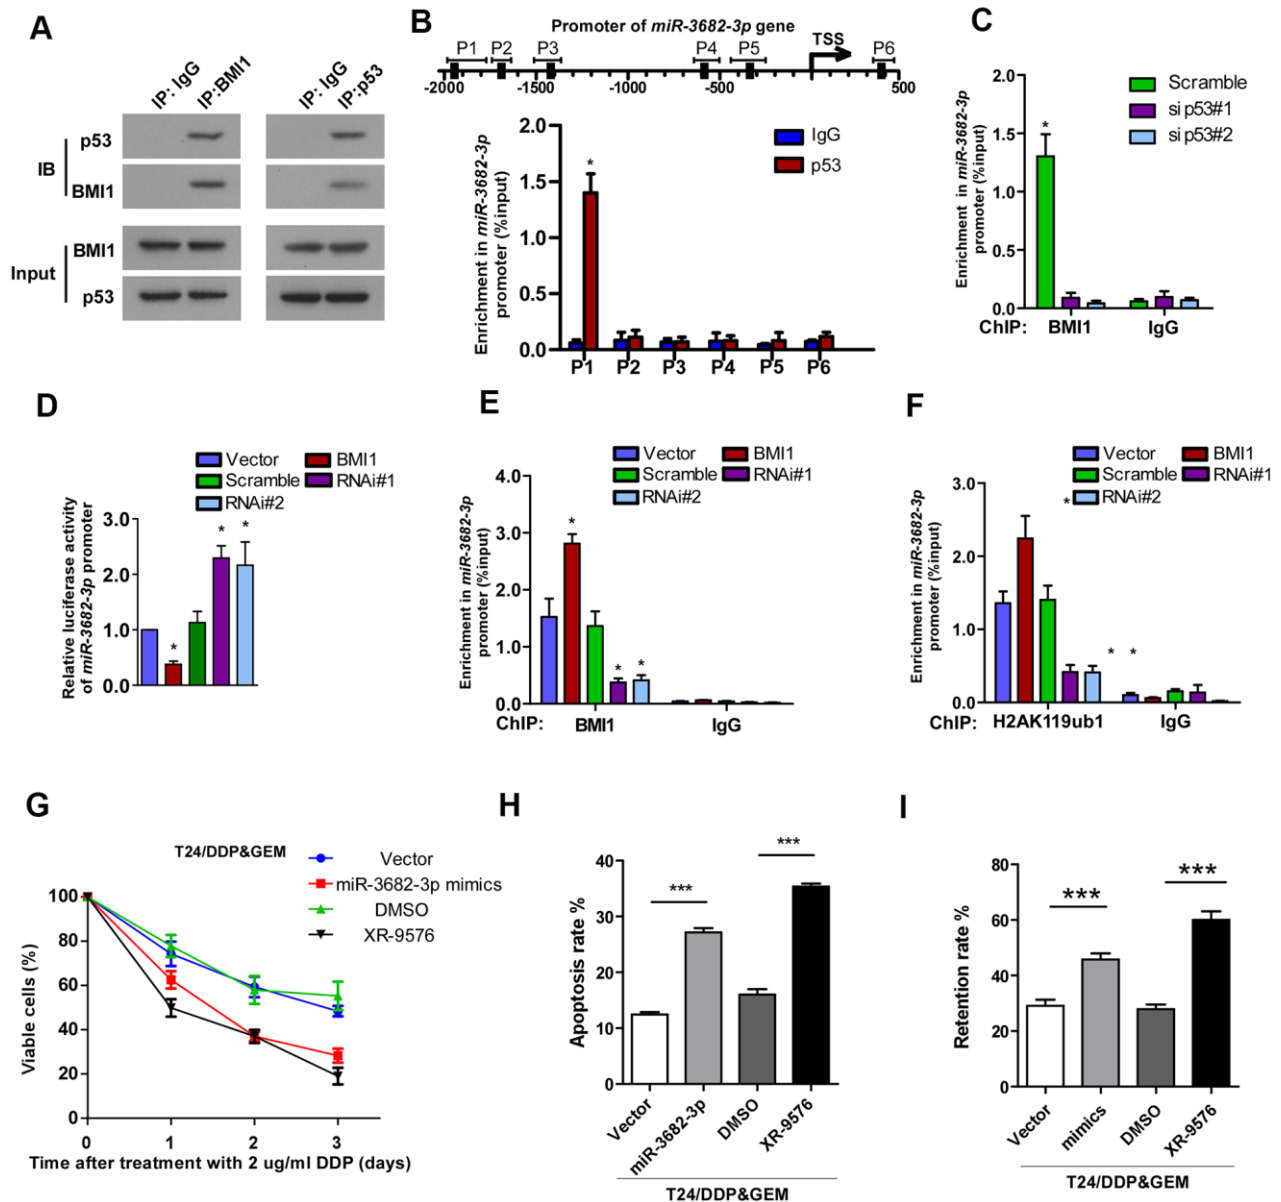 A
IP: IgG
IP:BMI1
IP: IgG
IP:p53
p53
IB
BMI1
BMI1
Input
p53
B
Promoter of miR-3682-3p gene
P1 P2 P3 P4 P5 TSS P6
-2000 -1500 -1000 -500 500
Enrichment in miR-3682-3p
promoter (%input)
2.0
1.5
1.0
0.5
0.0
*
IgG
p53
P1 P2 P3 P4 P5 P6
C
Enrichment in miR-3682-3p
promoter (%input)
2.0
1.5
1.0
0.5
0.0
*
Scramble
si p53#1
si p53#2
ChIP: BMI1 IgG
D
Vector BMI1
Scramble RNAi#1
RNAi#2
Relative luciferase activity
of miR-3682-3p promoter
3.0
2.0
1.0
0.0
* * *
E
Vector BMI1
Scramble RNAi#1
RNAi#2
Enrichment in miR-3682-3p
promoter (%input)
4.0
3.0
2.0
1.0
0.0
* * *
ChIP: BMI1 IgG
F
Vector BMI1
Scramble RNAi#1
RNAi#2
Enrichment in miR-3682-3p
promoter (%input)
3.0
2.0
1.0
0.0
* * *
ChIP: H2AK119ub1 IgG
G
T24/DDP&GEM
Vector
miR-3682-3p mimics
DMSO
XR-9576
Viable cells (%)
100
80
60
40
20
0
0 1 2 3
Time after treatment with 2 ug/ml DDP (days)
H
Apoptosis rate %
40
30
20
10
0
*** ***
Vector
miR-3682-3p
DMSO
XR-9576
T24/DDP&GEM
I
Retention rate %
80
60
40
20
0
*** ***
Vector
mimics
DMSO
XR-9576
T24/DDP&GEM